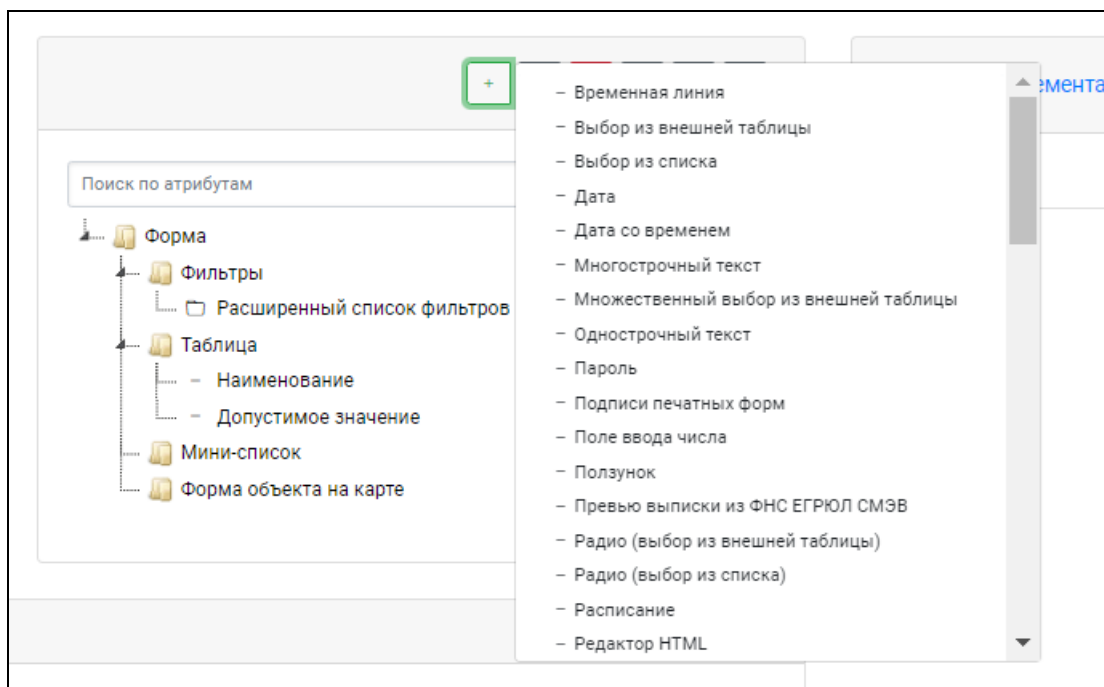 +
емента
Поиск по атрибутам
Форма
Фильтры
Расширенный список фильтров
Таблица
Наименование
Допустимое значение
Мини-список
Форма объекта на карте
– Временная линия
– Выбор из внешней таблицы
– Выбор из списка
– Дата
– Дата со временем
– Многострочный текст
– Множественный выбор из внешней таблицы
– Однострочный текст
– Пароль
– Подписи печатных форм
– Поле ввода числа
– Ползунок
– Превью выписки из ФНС ЕГРЮЛ СМЭВ
– Радио (выбор из внешней таблицы)
– Радио (выбор из списка)
– Расписание
– Редактор HTML